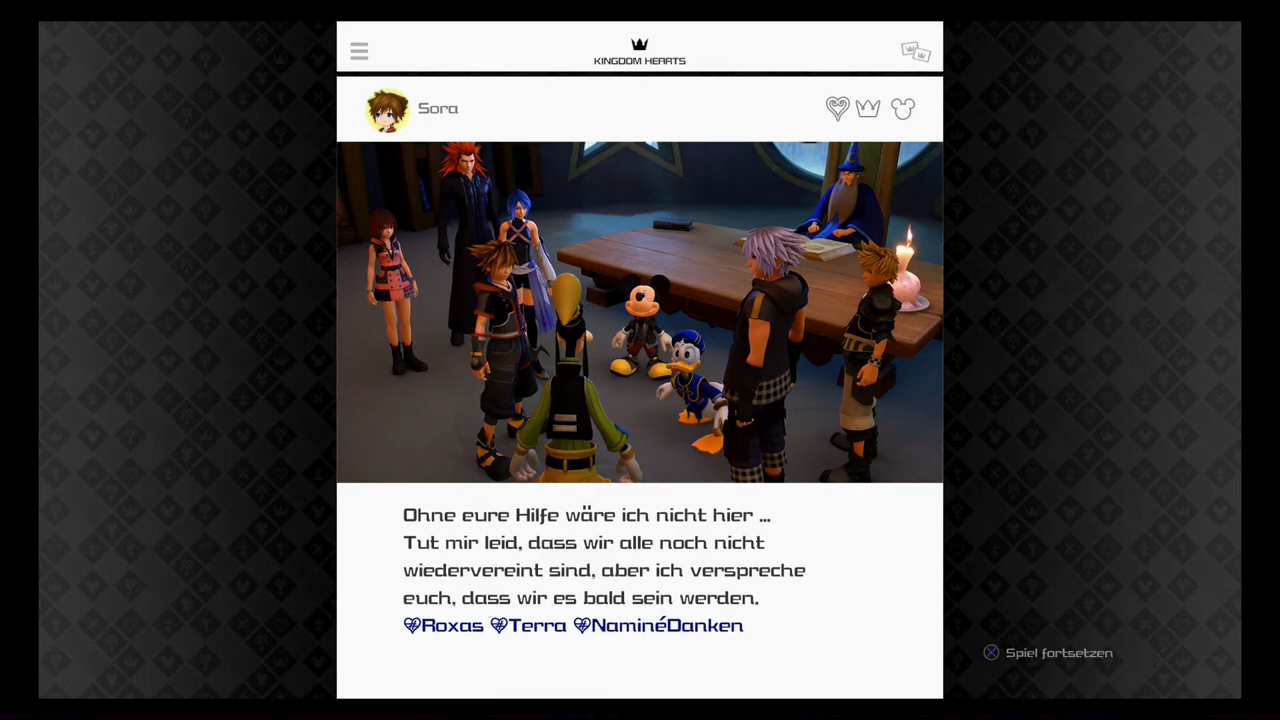 KINGDOM HEARTS
Sora
Ohne eure Hilfe wäre ich nicht hier ...
Tut mir leid, dass wir alle noch nicht
wiedervereint sind, aber ich verspreche
euch, dass wir es bald sein werden.
Roxas Terra NaminéDanken
Spiel fortsetzen